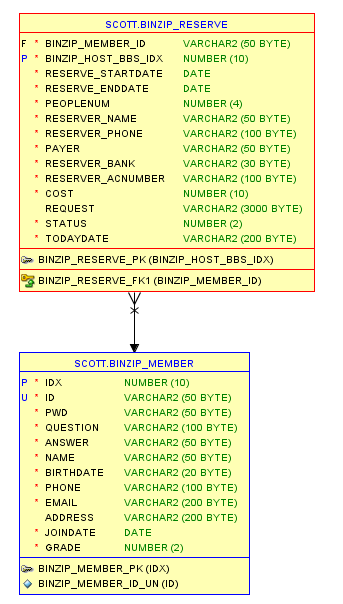 SCOTT.BINZIP_RESERVE
F * BINZIP_MEMBER_ID VARCHAR2 (50 BYTE)
P * BINZIP_HOST_BBS_IDX NUMBER (10)
* RESERVE_STARTDATE DATE
* RESERVE_ENDDATE DATE
* PEOPLENUM NUMBER (4)
* RESERVER_NAME VARCHAR2 (50 BYTE)
* RESERVER_PHONE VARCHAR2 (100 BYTE)
* PAYER VARCHAR2 (50 BYTE)
* RESERVER_BANK VARCHAR2 (30 BYTE)
* RESERVER_ACNUMBER VARCHAR2 (100 BYTE)
* COST NUMBER (10)
REQUEST VARCHAR2 (3000 BYTE)
* STATUS NUMBER (2)
* TODAYDATE VARCHAR2 (200 BYTE)
BINZIP_RESERVE_PK (BINZIP_HOST_BBS_IDX)
BINZIP_RESERVE_FK1 (BINZIP_MEMBER_ID)
SCOTT.BINZIP_MEMBER
P * IDX NUMBER (10)
U * ID VARCHAR2 (50 BYTE)
* PWD VARCHAR2 (50 BYTE)
* QUESTION VARCHAR2 (100 BYTE)
* ANSWER VARCHAR2 (50 BYTE)
* NAME VARCHAR2 (50 BYTE)
* BIRTHDATE VARCHAR2 (20 BYTE)
* PHONE VARCHAR2 (100 BYTE)
* EMAIL VARCHAR2 (200 BYTE)
ADDRESS VARCHAR2 (200 BYTE)
* JOINDATE DATE
* GRADE NUMBER (2)
BINZIP_MEMBER_PK (IDX)
BINZIP_MEMBER_ID_UN (ID)